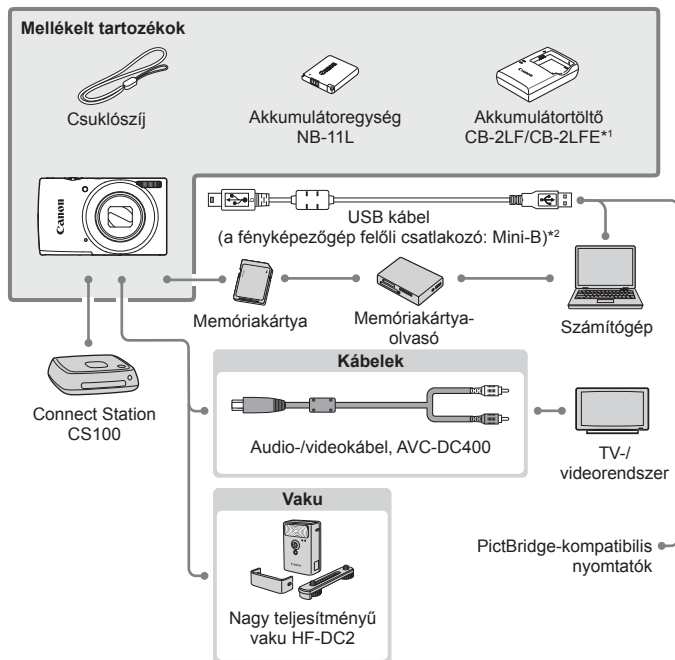 Mellékelt tartozékok
Csuklószíj
Akkumulátoregység
NB-11L
Akkumulátortöltő
CB-2LF/CB-2LFE*1
Canon
USB kábel
(a fényképezőgép felőli csatlakozó: Mini-B)*2
Memóriakártya
Memóriakártya-
olvasó
Számítógép
Connect Station
CS100
Kábelek
Audio-/videokábel, AVC-DC400
TV-/
videorendszer
Vaku
Nagy teljesítményű
vaku HF-DC2
PictBridge-kompatibilis
nyomtatók